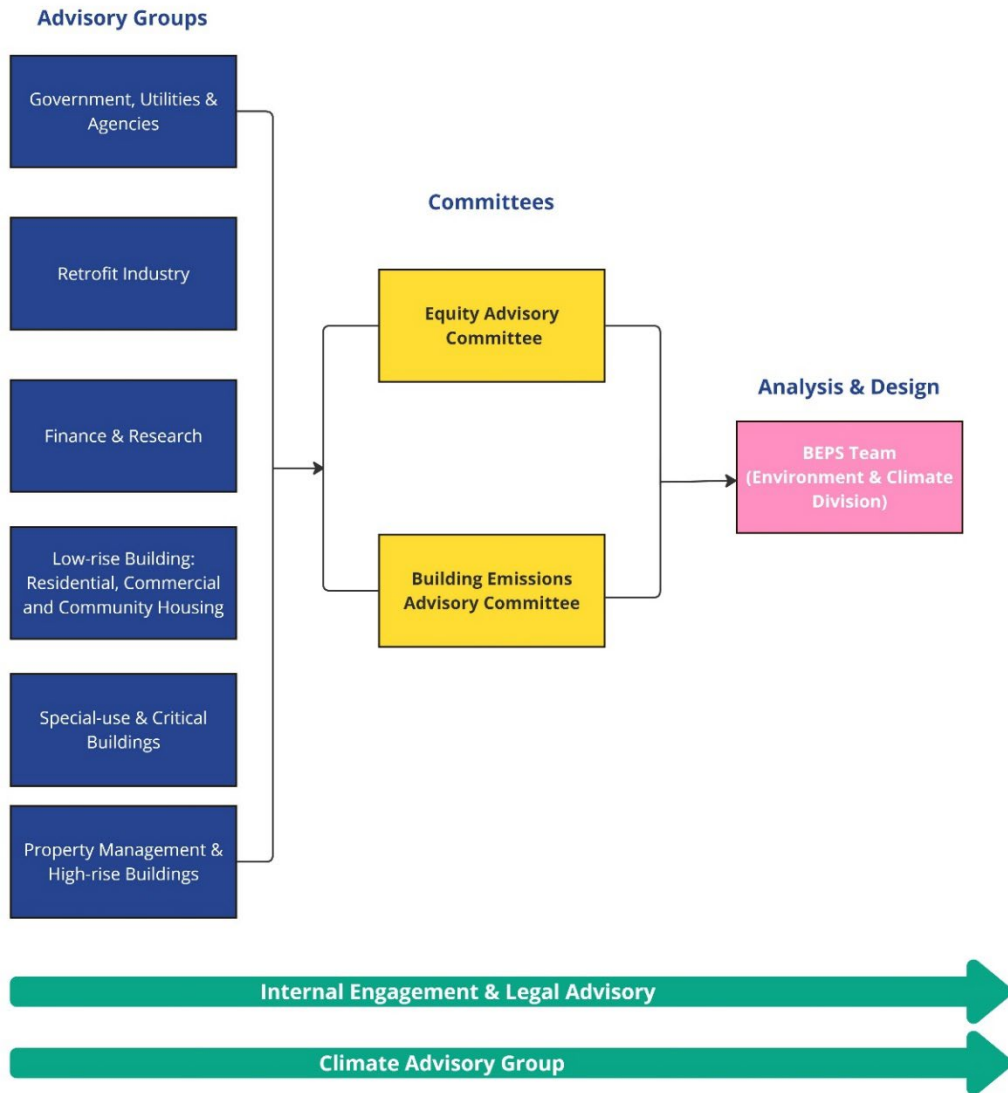 Advisory Groups
Government, Utilities &
Agencies
Retrofit Industry
Finance & Research
Low-rise Building:
Residential, Commercial
and Community Housing
Special-use & Critical
Buildings
Property Management &
High-rise Buildings
Committees
Equity Advisory
Committee
Building Emissions
Advisory Committee
Analysis & Design
BEPS Team
(Environment & Climate
Division)
Internal Engagement & Legal Advisory
Climate Advisory Group